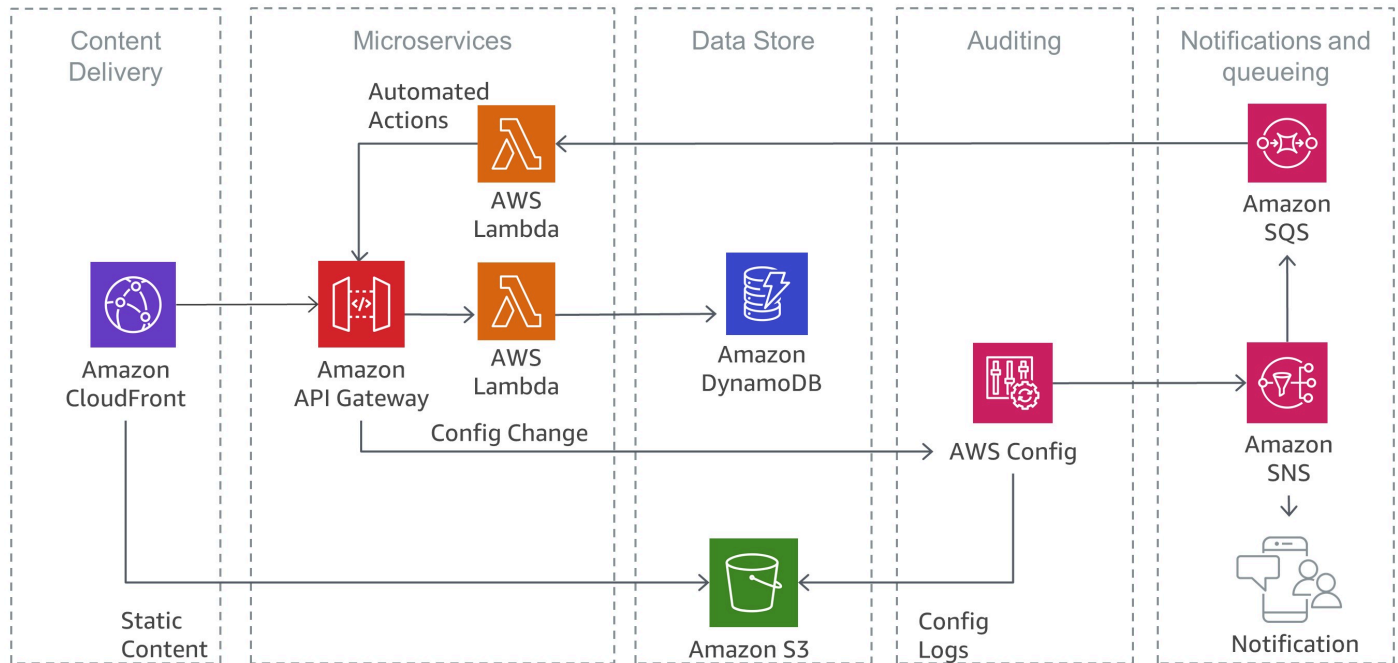 Content
Delivery
Microservices
Data Store
Auditing
Notifications and
queueing
Automated
Actions
AWS
Lambda
Amazon
SQS
Amazon
CloudFront
Amazon
API Gateway
AWS
Lambda
Amazon
DynamoDB
Config Change
AWS Config
Amazon
SNS
Static
Content
Amazon S3
Config
Logs
Notification